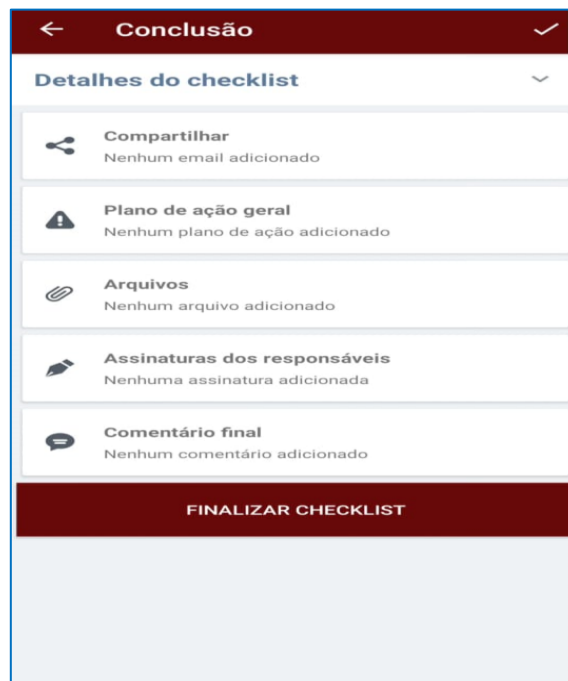 Conclusão
Detalhes do checklist
Compartilhar
Nenhum email adicionado
Plano de ação geral
Nenhum plano de ação adicionado
Arquivos
Nenhum arquivo adicionado
Assinaturas dos responsáveis
Nenhuma assinatura adicionada
Comentário final
Nenhum comentário adicionado
FINALIZAR CHECKLIST